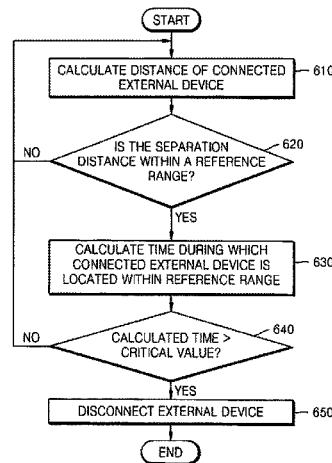 START
CALCULATE DISTANCE OF CONNECTED
EXTERNAL DEVICE
610
IS THE SEPARATION
DISTANCE WITHIN A REFERENCE
RANGE?
620
NO
YES
CALCULATE TIME DURING WHICH
CONNECTED EXTERNAL DEVICE IS
LOCATED WITHIN REFERENCE RANGE
630
CALCULATED TIME >
CRITICAL VALUE?
640
NO
YES
DISCONNECT EXTERNAL DEVICE
650
END